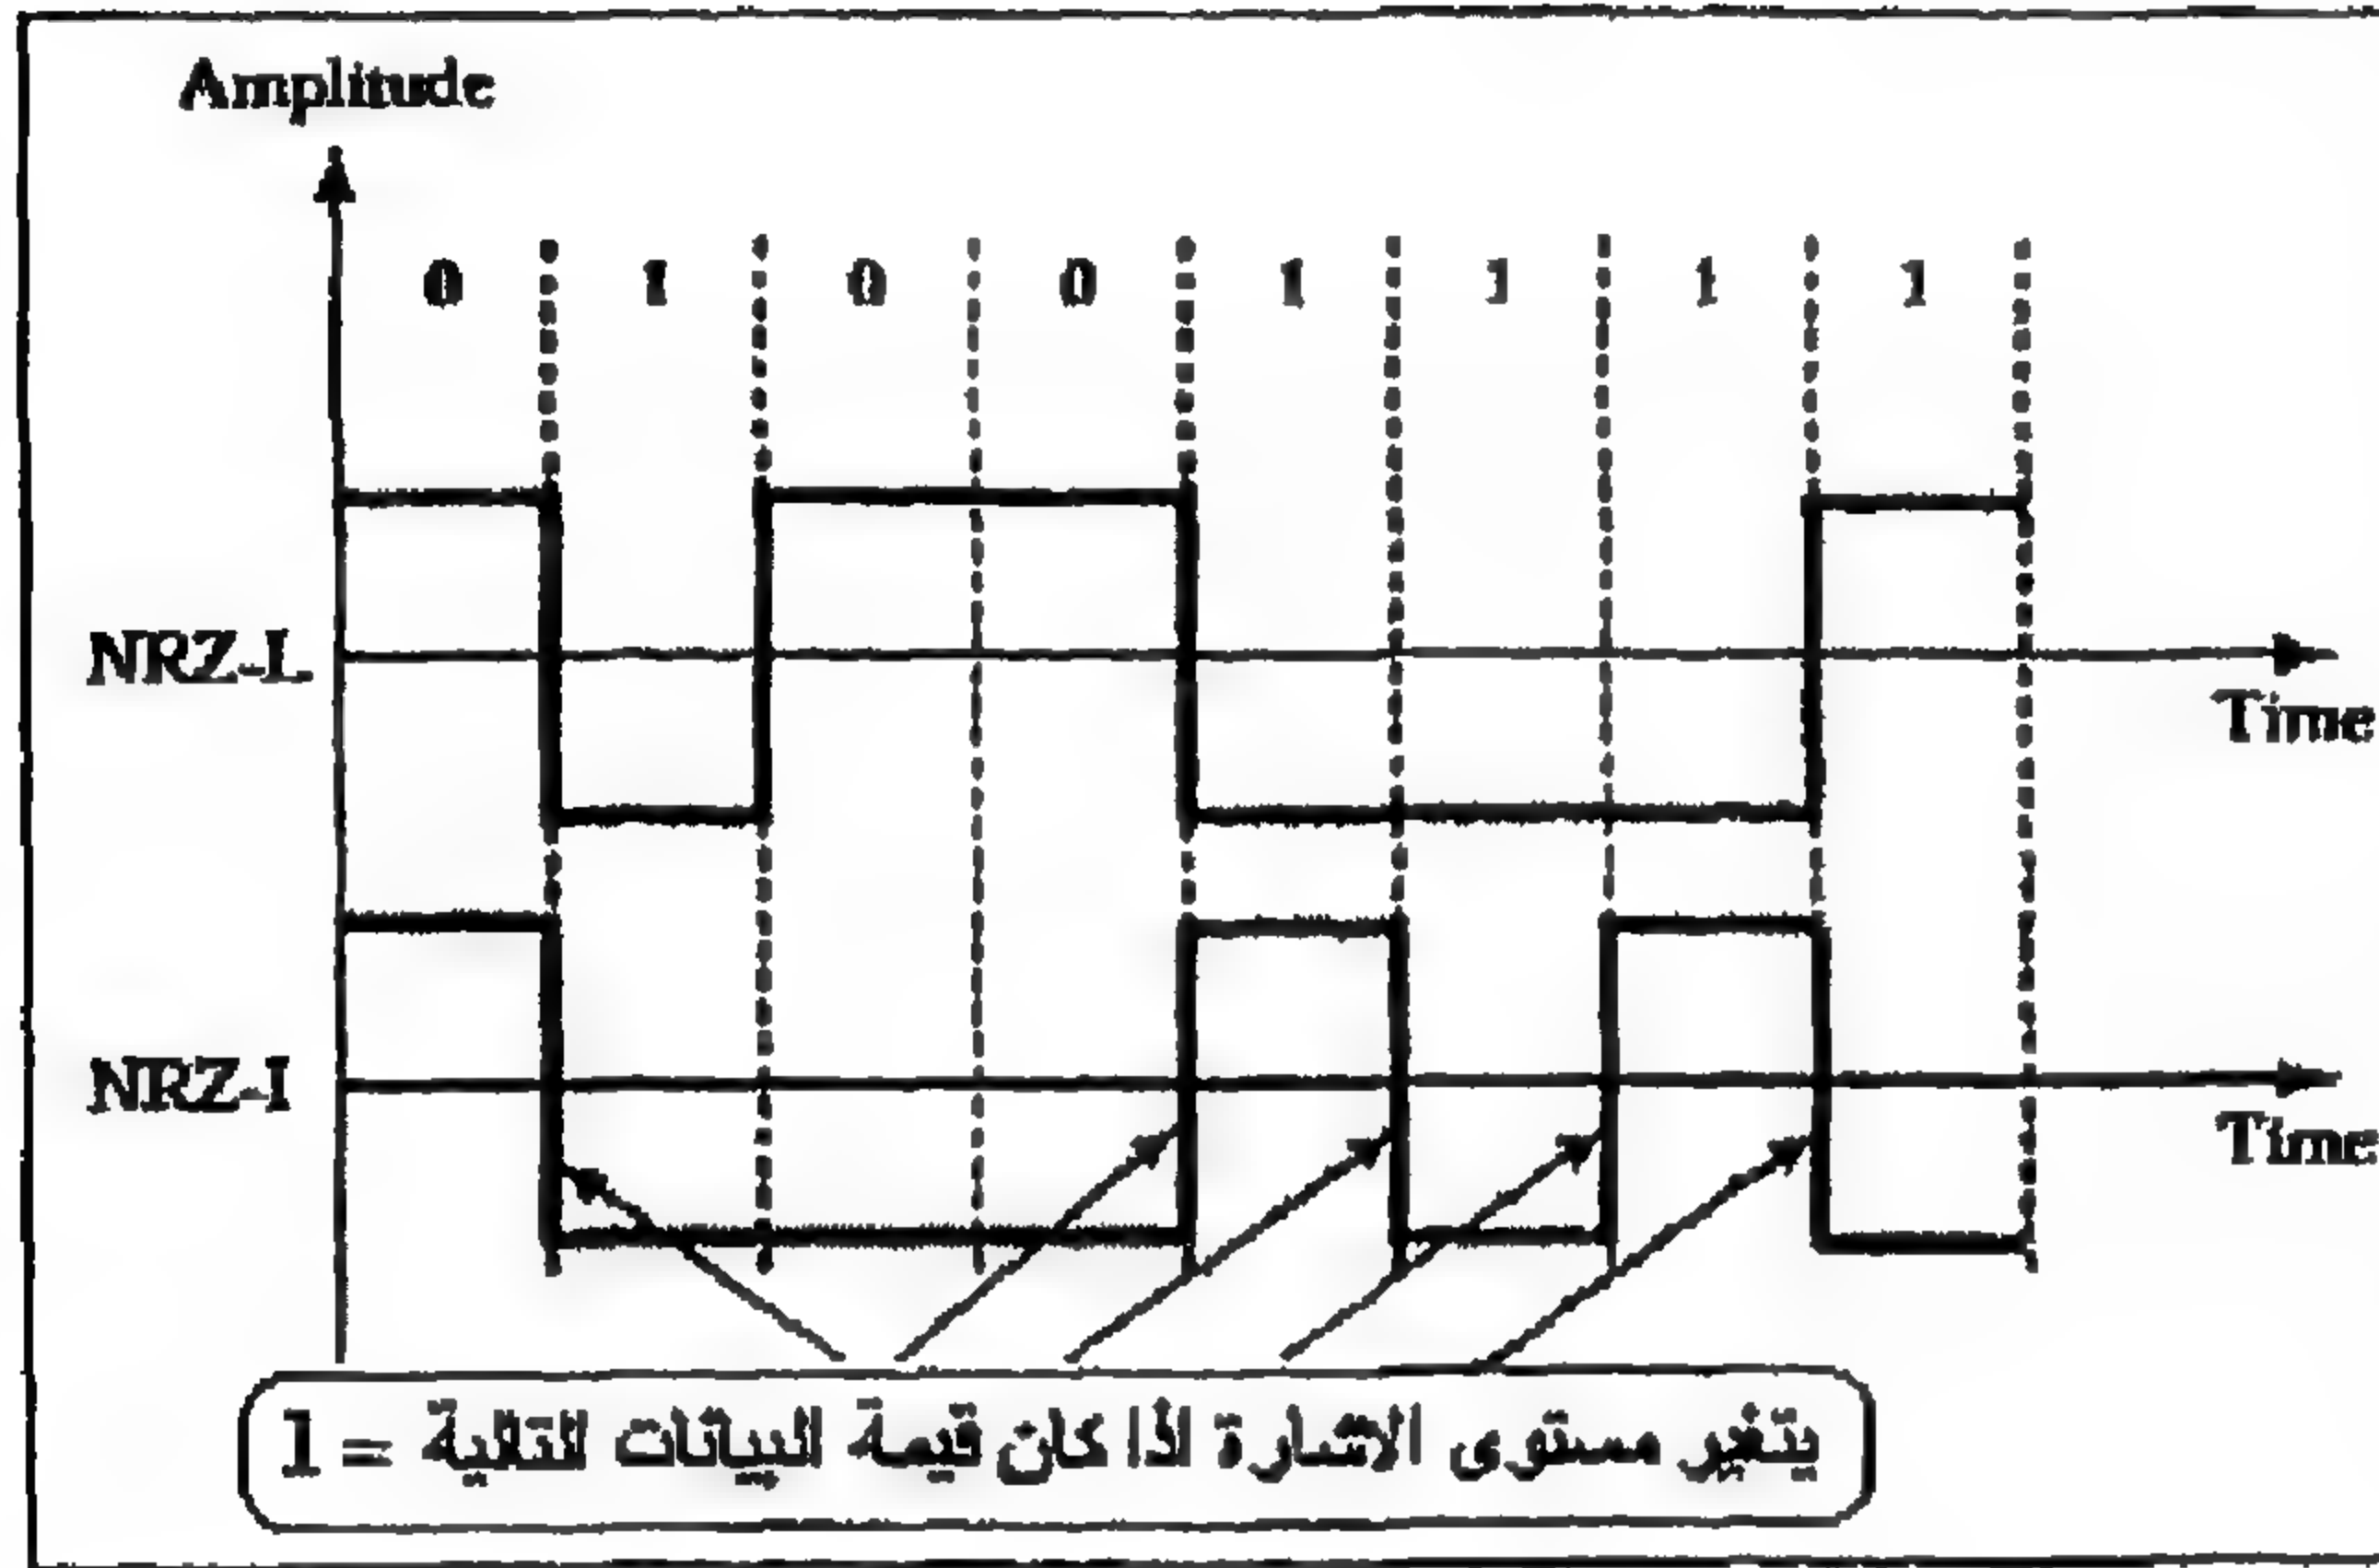 Amplitude
0 1 0 0 1 1 1 1
NRZ-L
Time
NRZ-I
Time
يتغير مستوى الاشارة اذا كان قيمة البيانات التالية = 1